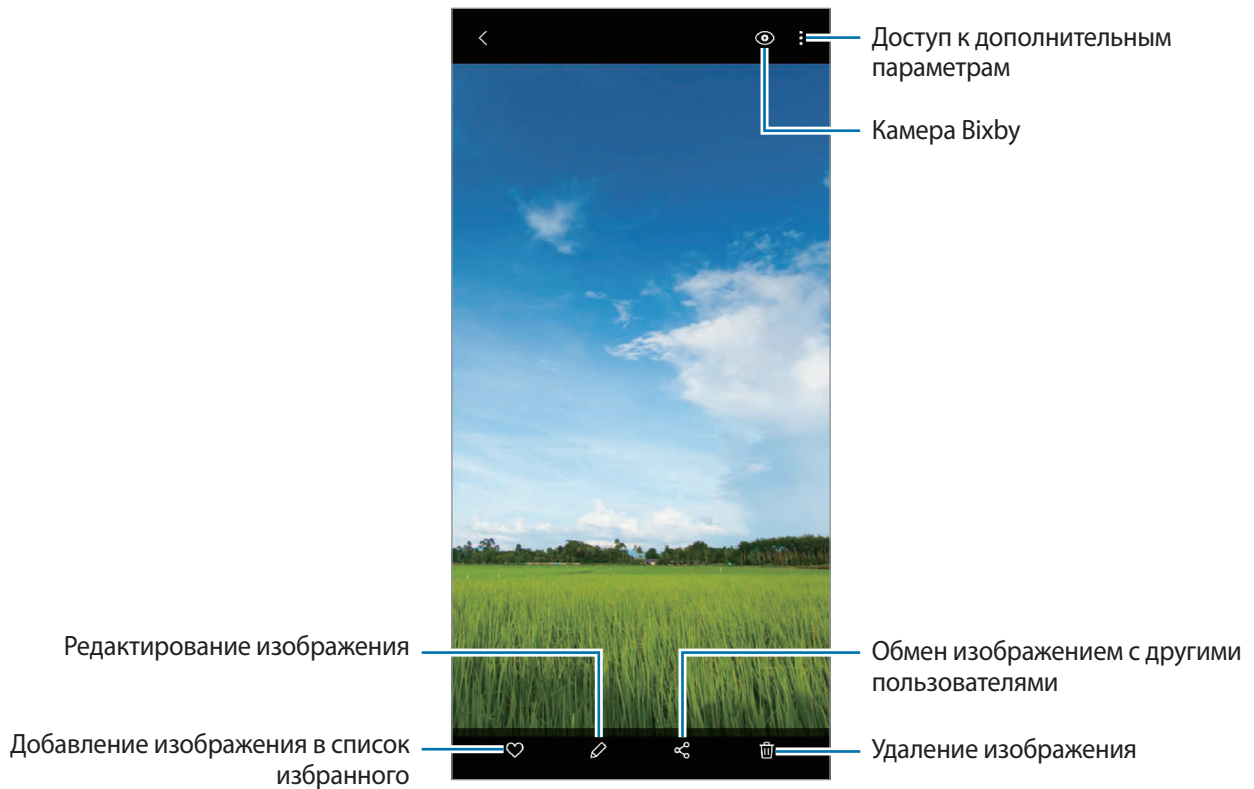 Доступ к дополнительным
параметрам
Камера Bixby
Редактирование изображения
Обмен изображением с другими
пользователями
Добавление изображения в список
избранного
Удаление изображения